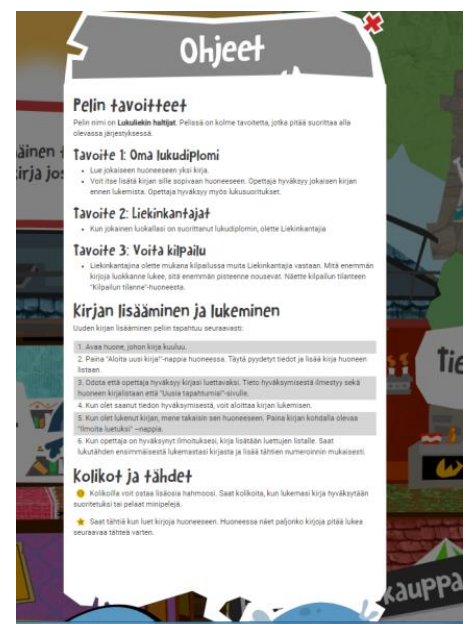 Ohjeet
Pelin tavoitteet
Pelin nimi on Lukuliekin haltijat. Pelissä on kolme tavoitetta, jotka pitää suorittaa alla
olevassa järjestyksessä.
Tavoite 1: Oma lukudiplomi
Lue jokaiseen huoneeseen yksi kirja.
Voit itse lisätä kirjan sille sopivaan huoneeseen. Opettaja hyväksyy jokaisen kirjan
ennen lukemista. Opettaja hyväksyy myös lukusuoritukset.
Tavoite 2: Liekinkantajat
Kun jokainen luokallasi on suorittanut lukudiplomin, olette Liekinkantajia
Tavoite 3: Voita kilpailu
Liekinkantajina olette mukana kilpailussa muita Liekinkantajia vastaan. Mitä enemmän
kirjoja luokkanne lukee, sitä enemmän pisteenne nousevat. Näette kilpailun tilanteen
"Kilpailun tilanne"-huoneesta.
Kirjan lisääminen ja lukeminen
Uuden kirjan lisääminen peliin tapahtuu seuraavasti:
1. Avaa huone, johon kirja kuuluu.
2. Paina "Aloita uusi kirja"-nappia huoneessa. Täytä pyydetyt tiedot ja lisää kirja huoneen
listaan.
3. Odota että opettaja hyväksyy kirjasi luettavaksi. Tieto hyväksymisestä ilmestyy sekä
huoneen kirjalistaan että "Uusia tapahtumia"-sivulle.
4. Kun olet saanut tiedon hyväksymisestä, voit aloittaa kirjan lukemisen.
5. Kun olet lukenut kirjan, mene takaisin sen huoneeseen. Paina kirjan kohdalla olevaa
"Ilmoita luetuksi" –nappia.
6. Kun opettaja on hyväksynyt ilmoituksesi, kirja lisätään luettujen listalle. Saat
lukutähden ensimmäisestä lukemastasi kirjasta ja lisää tähtien numeroinnin mukaisesti.
Kolikot ja tähdet
Kolikoilla voit ostaa lisäosia hahmoosi. Saat kolikoita, kun lukemasi kirja hyväksytään
suoritetuksi tai pelaat minipelejä.
Saat tähtiä kun luet kirjoja huoneeseen. Huoneessa näet paljonko kirjoja pitää lukea
seuraavaa tähteä varten.
äinen
irja jos
tie
kauppa